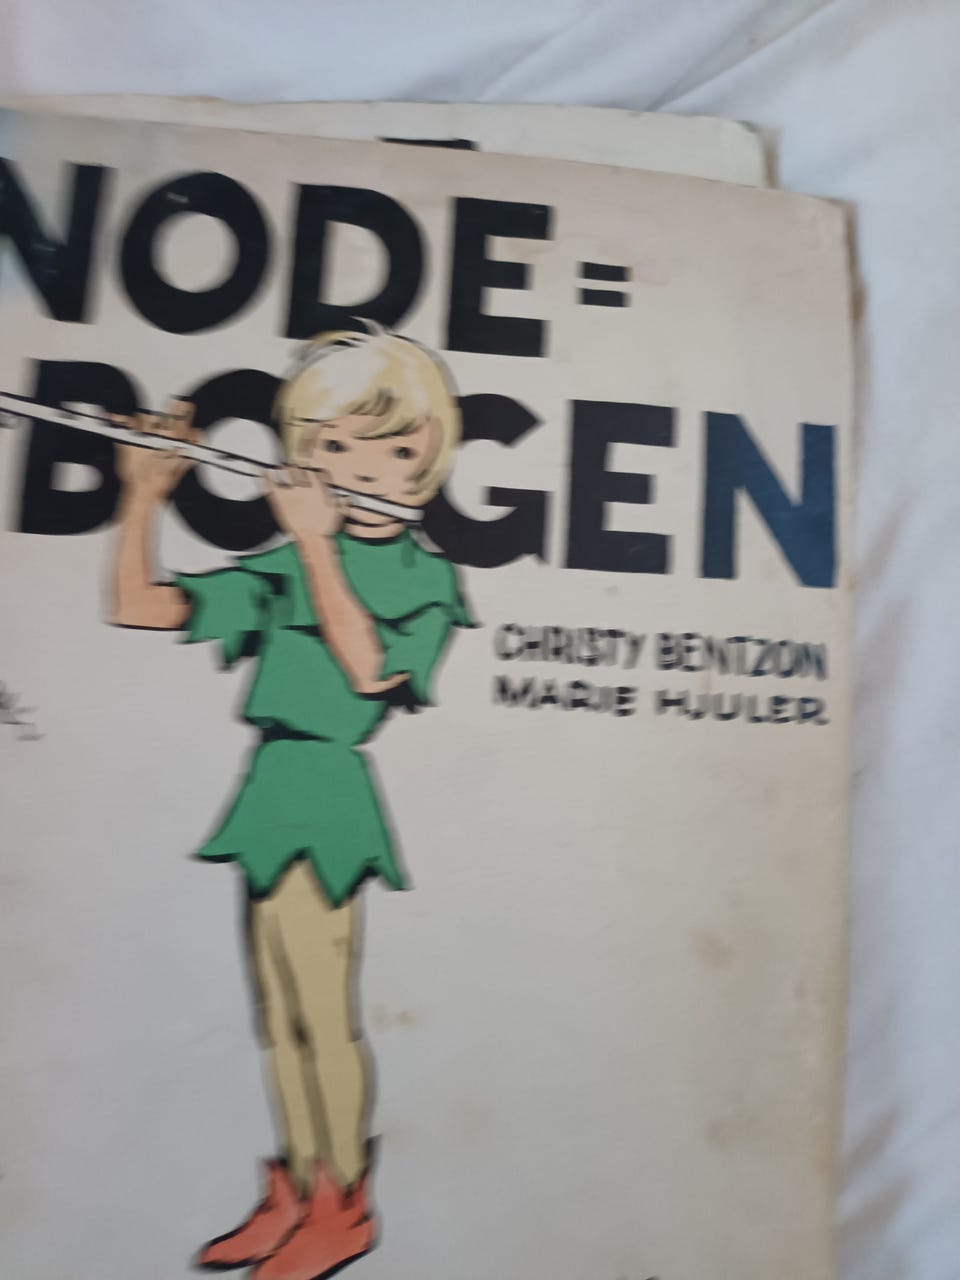 NODE=
BOGEN
CHRISTY BENTZON
MARIE HJULER